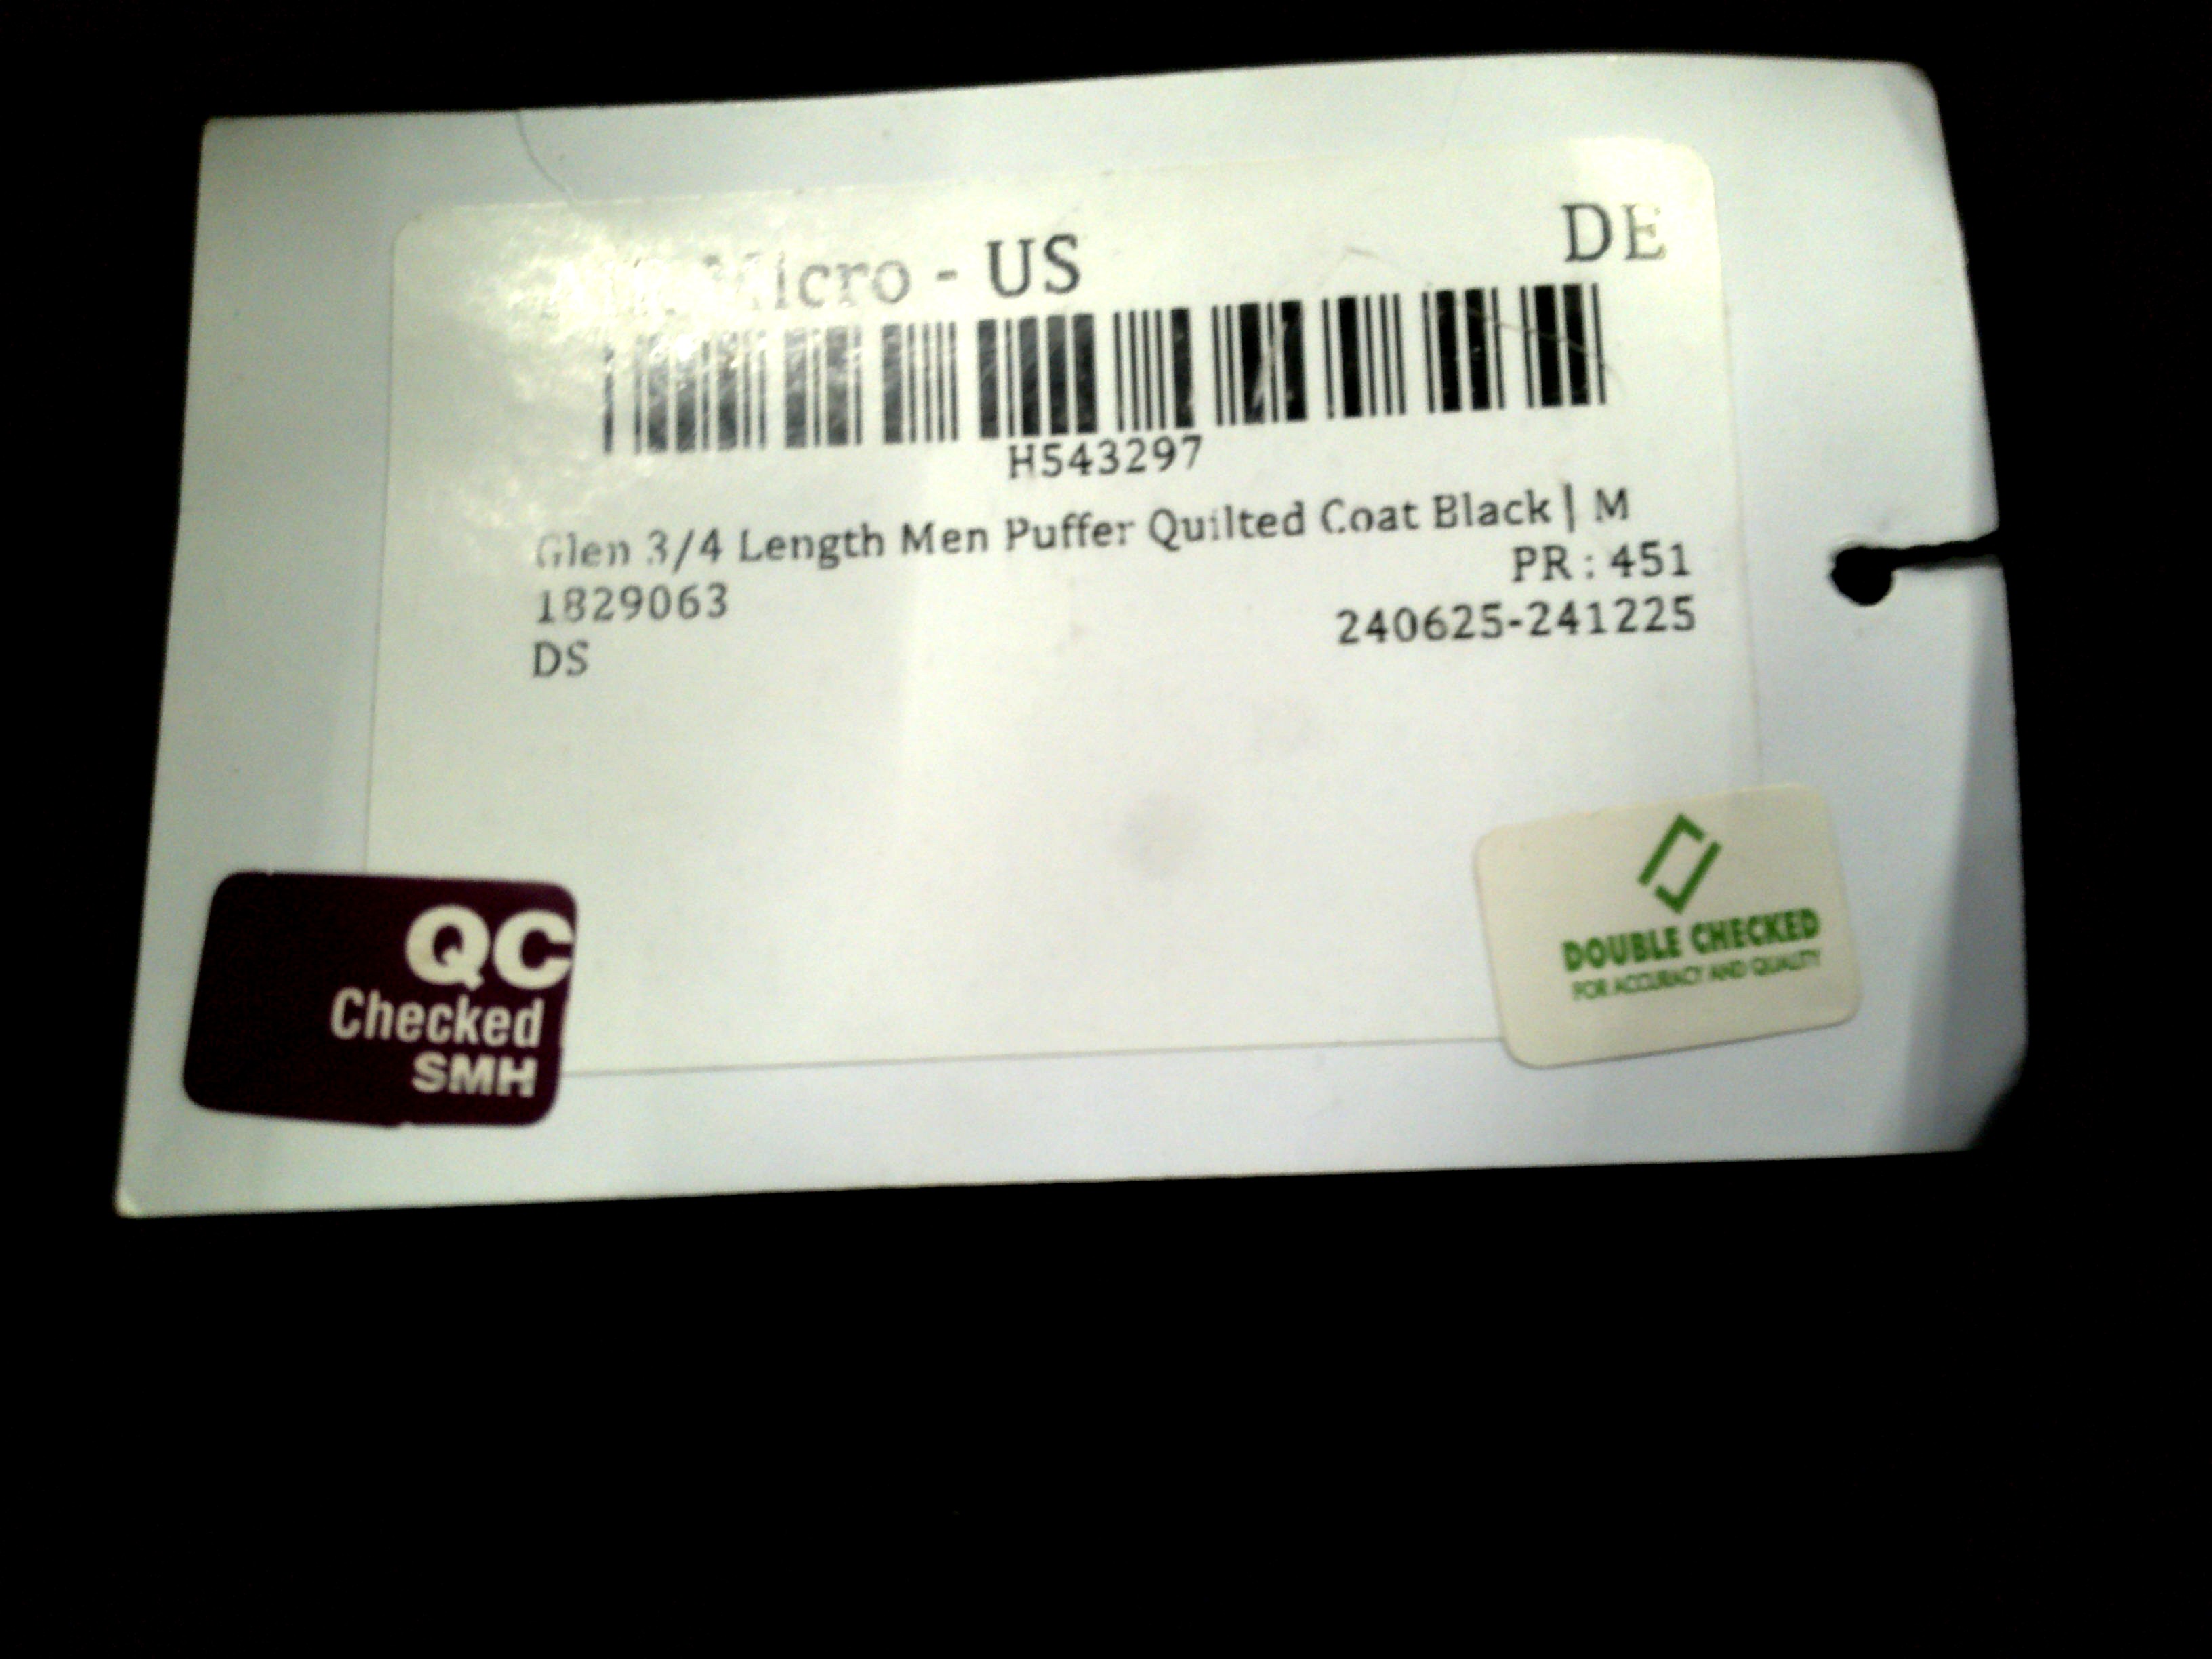 Micro - US
DE
H543297
Glen 3/4 Length Men Puffer Quilted Coat Black | M
1829063
PR : 451
DS
240625-241225
QC
Checked
SMH
DOUBLE CHECKED
FOR ACCURACY AND QUALITY